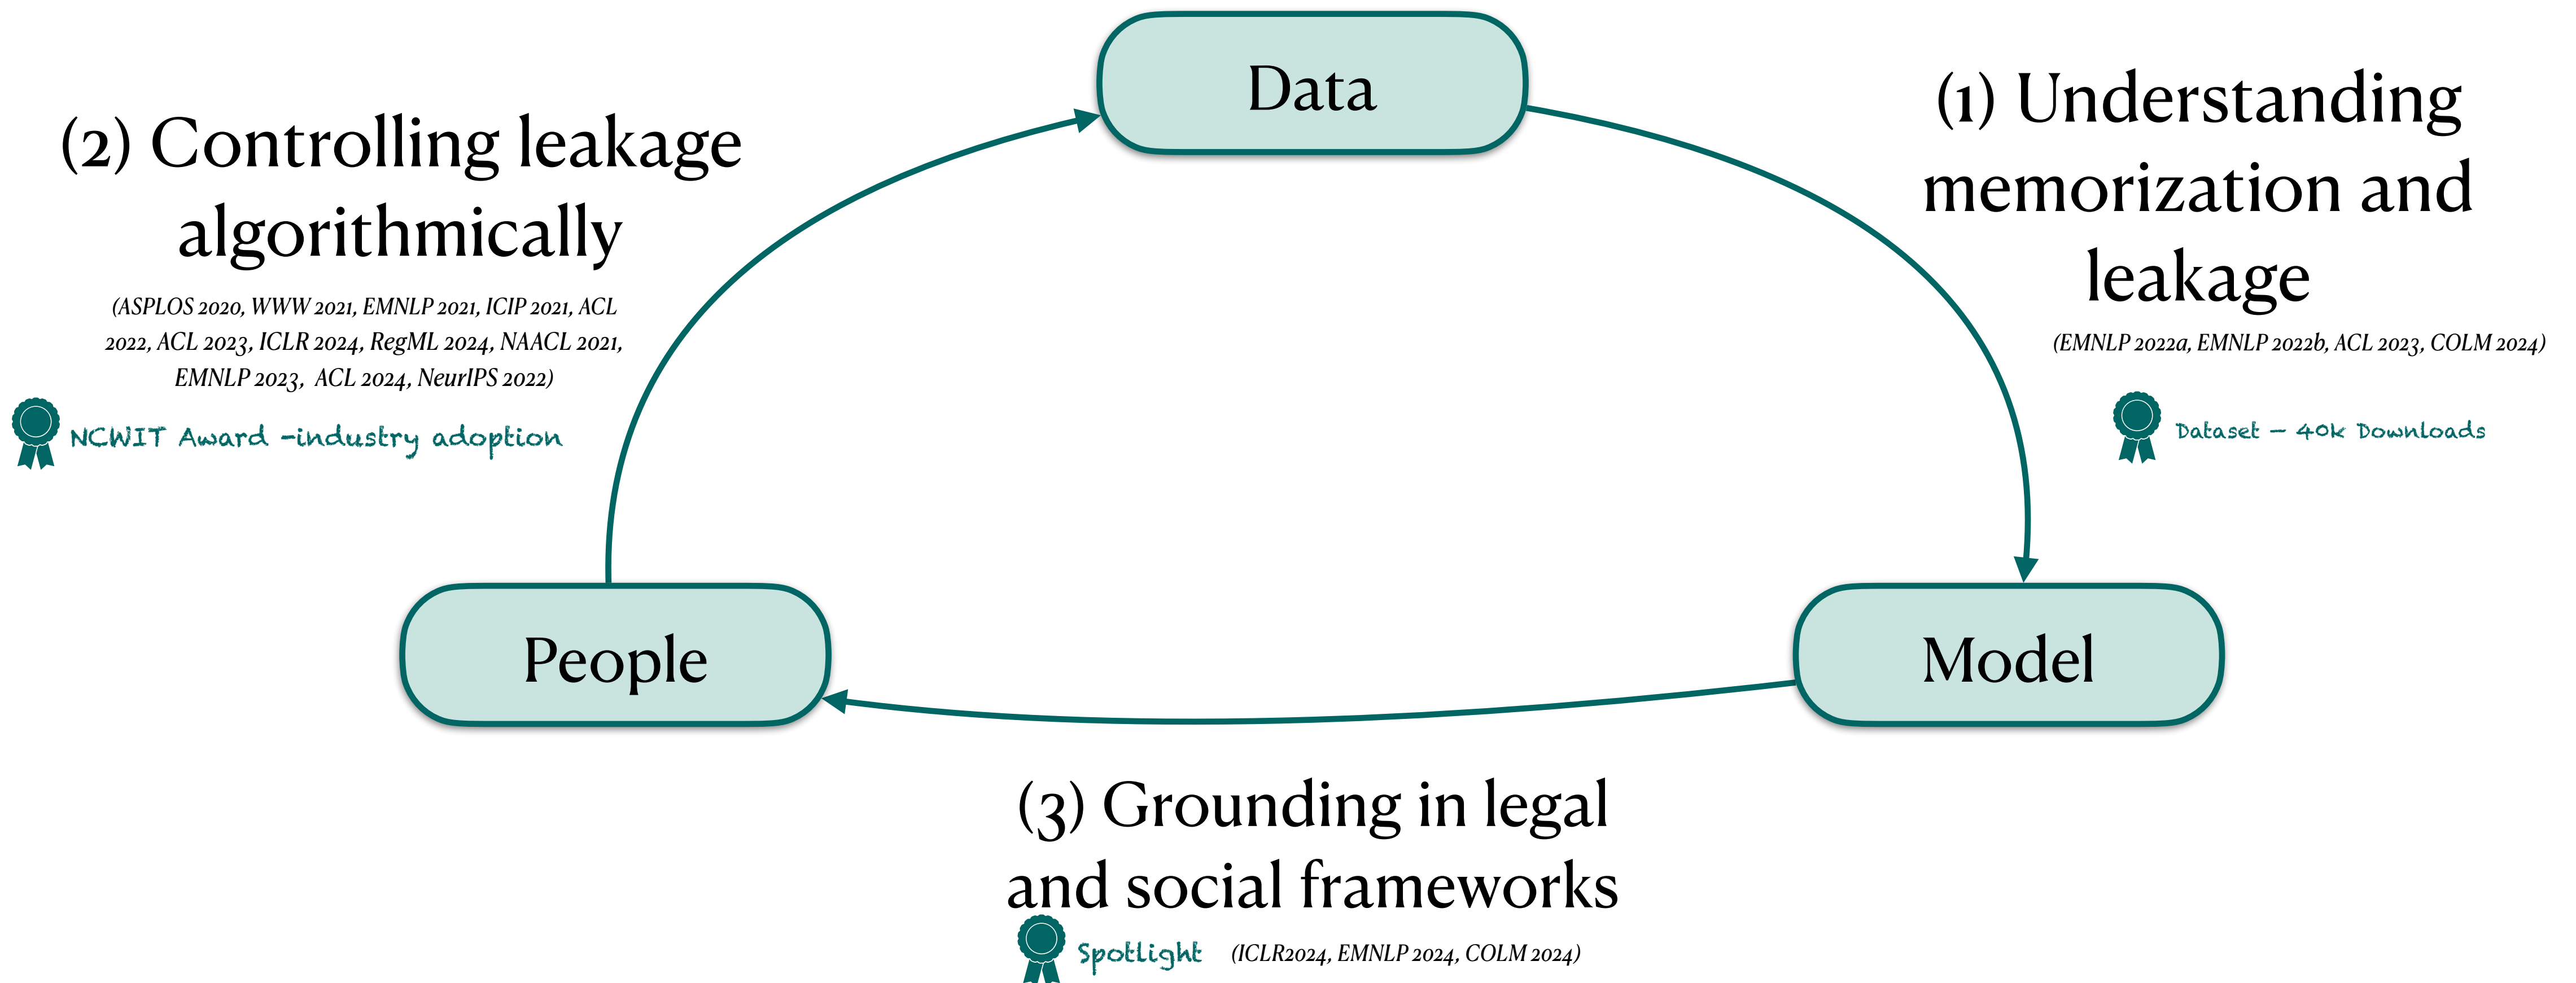 Data
(1) Understanding
memorization and
leakage
(EMNLP 2022a, EMNLP 2022b, ACL 2023, COLM 2024)
Dataset – 40k Downloads
(2) Controlling leakage
algorithmically
(ASPLOS 2020, WWW 2021, EMNLP 2021, ICIP 2021, ACL
2022, ACL 2023, ICLR 2024, RegML 2024, NAACL 2021,
EMNLP 2023, ACL 2024, NeurIPS 2022)
NCWIT Award -industry adoption
People
Model
(3) Grounding in legal
and social frameworks
Spotlight (ICLR2024, EMNLP 2024, COLM 2024)